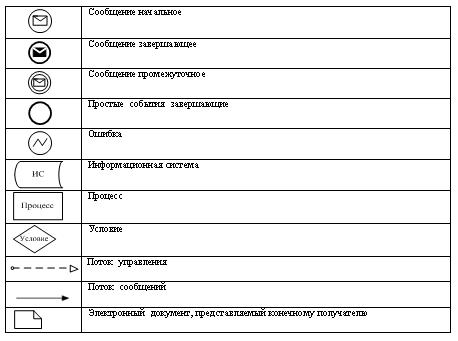 Сообщение начальное
Сообщение завершающее
Сообщение промежуточное
Простые события завершающие
Ошибка
ИС
Информационная система
Процесс
Процесс
Условие
Условие
Поток управления
Поток сообщений
Электронный документ, представляемый конечному получателю